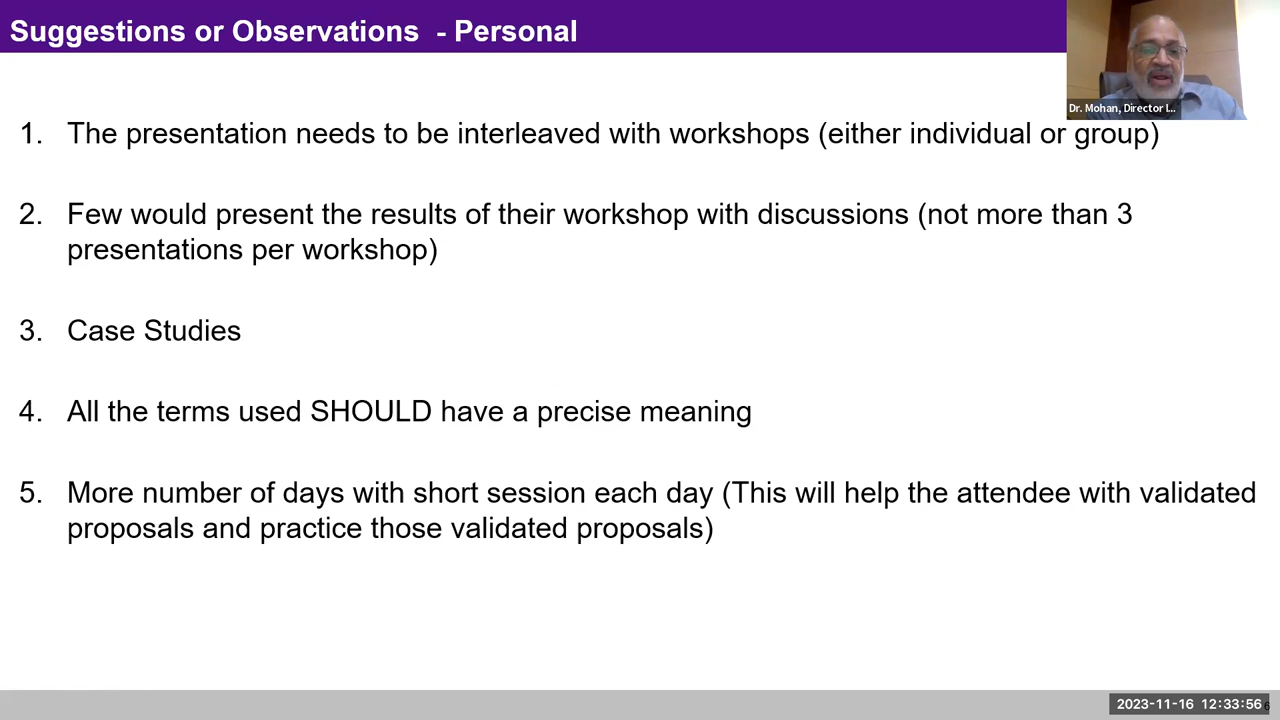 Suggestions or Observations - Personal
Dr. Mohan, Director I...
1. The presentation needs to be interleaved with workshops (either individual or group)
2. Few would present the results of their workshop with discussions (not more than 3
presentations per workshop)
3. Case Studies
4. All the terms used SHOULD have a precise meaning
5. More number of days with short session each day (This will help the attendee with validated
proposals and practice those validated proposals)
2023-11-16 12:33:56
6